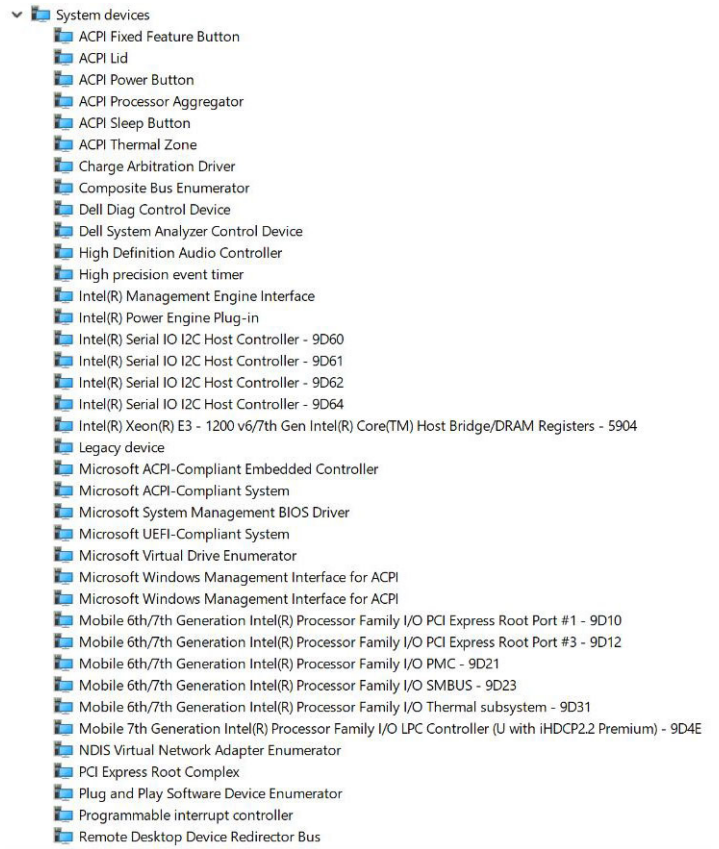 System devices
ACPI Fixed Feature Button
ACPI Lid
ACPI Power Button
ACPI Processor Aggregator
ACPI Sleep Button
ACPI Thermal Zone
Charge Arbitration Driver
Composite Bus Enumerator
Dell Diag Control Device
Dell System Analyzer Control Device
High Definition Audio Controller
High precision event timer
Intel(R) Management Engine Interface
Intel(R) Power Engine Plug-in
Intel(R) Serial IO I2C Host Controller - 9D60
Intel(R) Serial IO I2C Host Controller - 9D61
Intel(R) Serial IO I2C Host Controller - 9D62
Intel(R) Serial IO I2C Host Controller - 9D64
Intel(R) Xeon(R) E3 - 1200 v6/7th Gen Intel(R) Core(TM) Host Bridge/DRAM Registers - 5904
Legacy device
Microsoft ACPI-Compliant Embedded Controller
Microsoft ACPI-Compliant System
Microsoft System Management BIOS Driver
Microsoft UEFI-Compliant System
Microsoft Virtual Drive Enumerator
Microsoft Windows Management Interface for ACPI
Microsoft Windows Management Interface for ACPI
Mobile 6th/7th Generation Intel(R) Processor Family I/O PCI Express Root Port #1 - 9D10
Mobile 6th/7th Generation Intel(R) Processor Family I/O PCI Express Root Port #3 - 9D12
Mobile 6th/7th Generation Intel(R) Processor Family I/O PMC - 9D21
Mobile 6th/7th Generation Intel(R) Processor Family I/O SMBUS - 9D23
Mobile 6th/7th Generation Intel(R) Processor Family I/O Thermal subsystem - 9D31
Mobile 7th Generation Intel(R) Processor Family I/O LPC Controller (U with iHDCP2.2 Premium) - 9D4E
NDIS Virtual Network Adapter Enumerator
PCI Express Root Complex
Plug and Play Software Device Enumerator
Programmable interrupt controller
Remote Desktop Device Redirector Bus